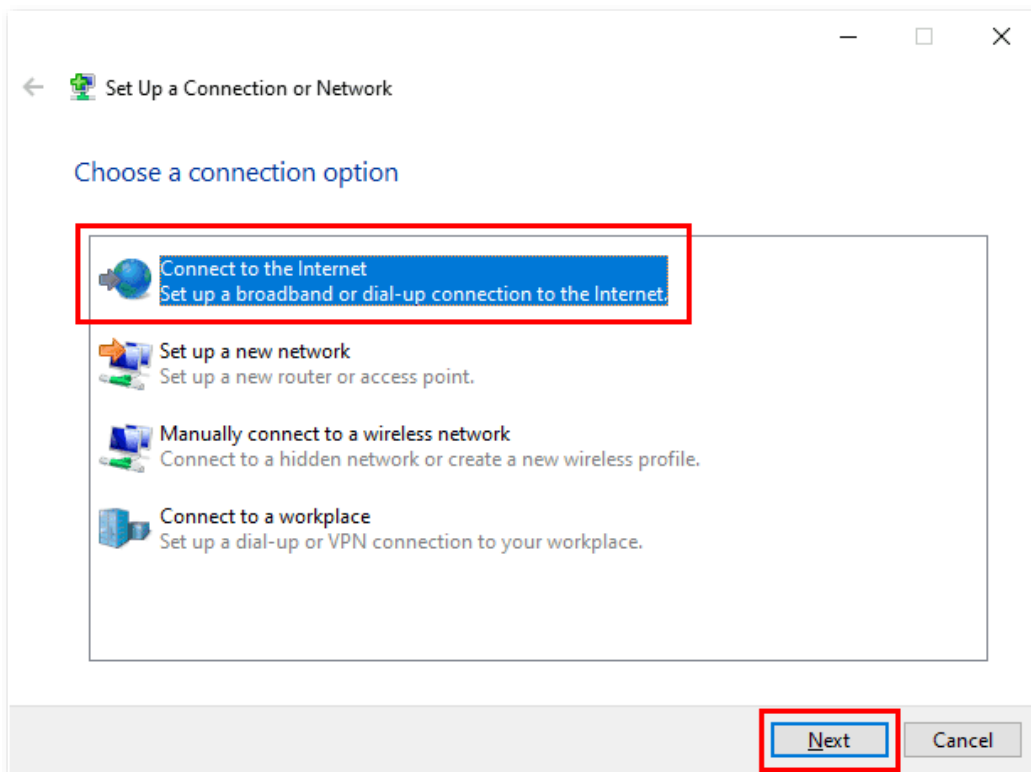 Set Up a Connection or Network
Choose a connection option
Connect to the Internet
Set up a broadband or dial-up connection to the Internet.
Set up a new network
Set up a new router or access point.
Manually connect to a wireless network
Connect to a hidden network or create a new wireless profile.
Connect to a workplace
Set up a dial-up or VPN connection to your workplace.
Next
Cancel